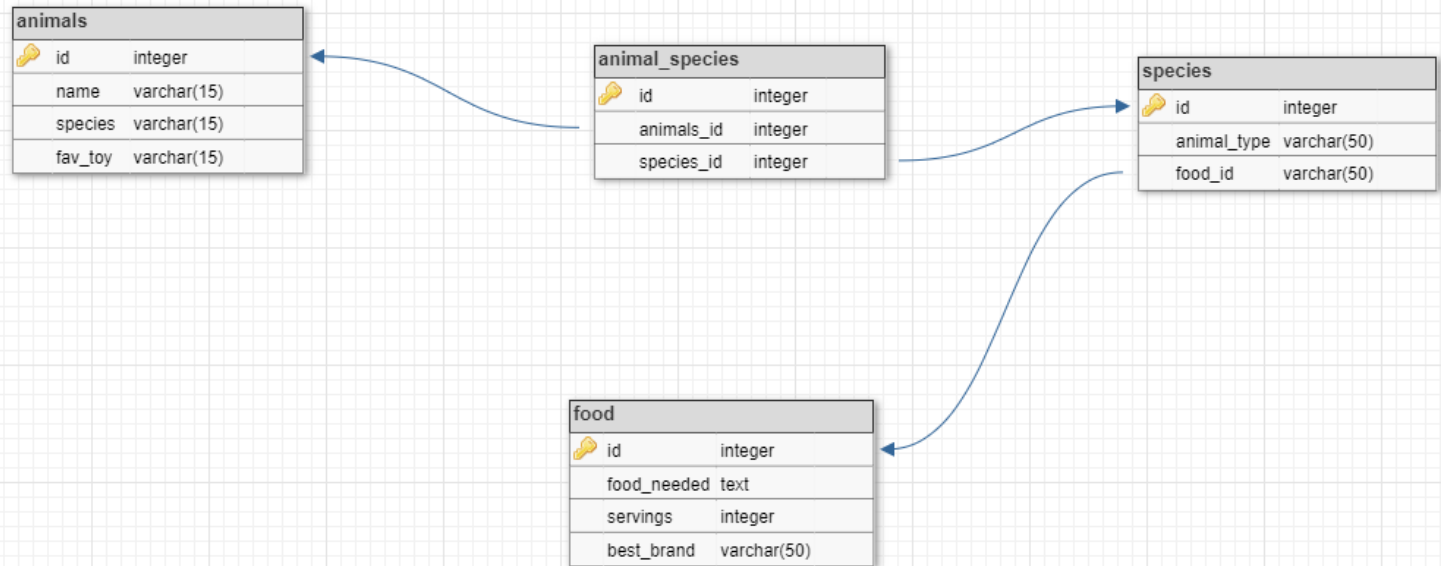 animals
id integer
name varchar(15)
species varchar(15)
fav_toy varchar(15)
animal_species
id integer
animals_id integer
species_id integer
species
id integer
animal_type varchar(50)
food_id varchar(50)
food
id integer
food_needed text
servings integer
best_brand varchar(50)